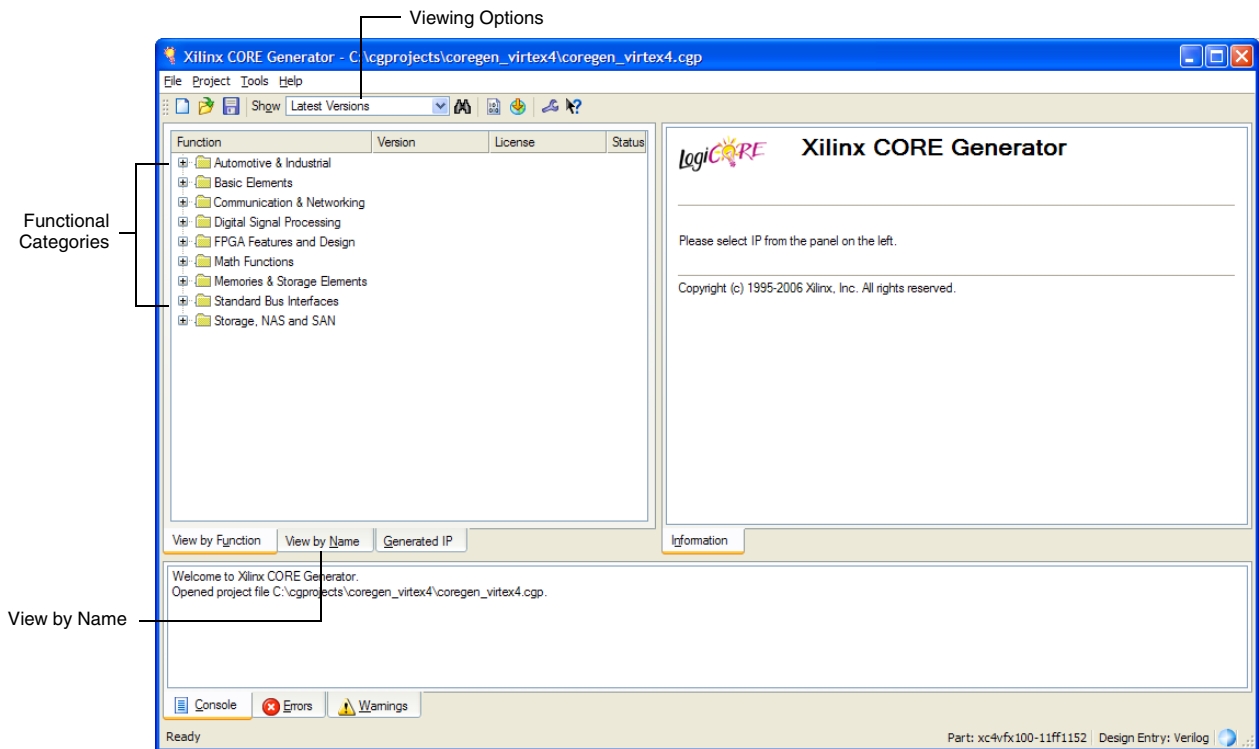 Viewing Options
Xilinx CORE Generator - C:\cgprojects\coregen_virtex4\coregen_virtex4.cgp
File Project Tools Help
Show Latest Versions
Function Version License Status
Automotive & Industrial
Basic Elements
Communication & Networking
Digital Signal Processing
FPGA Features and Design
Math Functions
Memories & Storage Elements
Standard Bus Interfaces
Storage, NAS and SAN
Functional
Categories
LogiCORE
Xilinx CORE Generator
Please select IP from the panel on the left.
Copyright (c) 1995-2006 Xilinx, Inc. All rights reserved.
View by Function View by Name Generated IP
Information
Welcome to Xilinx CORE Generator.
Opened project file C:\cgprojects\coregen_virtex4\coregen_virtex4.cgp.
View by Name
Console Errors Warnings
Ready
Part: xc4vfx100-11ff1152 Design Entry: Verilog